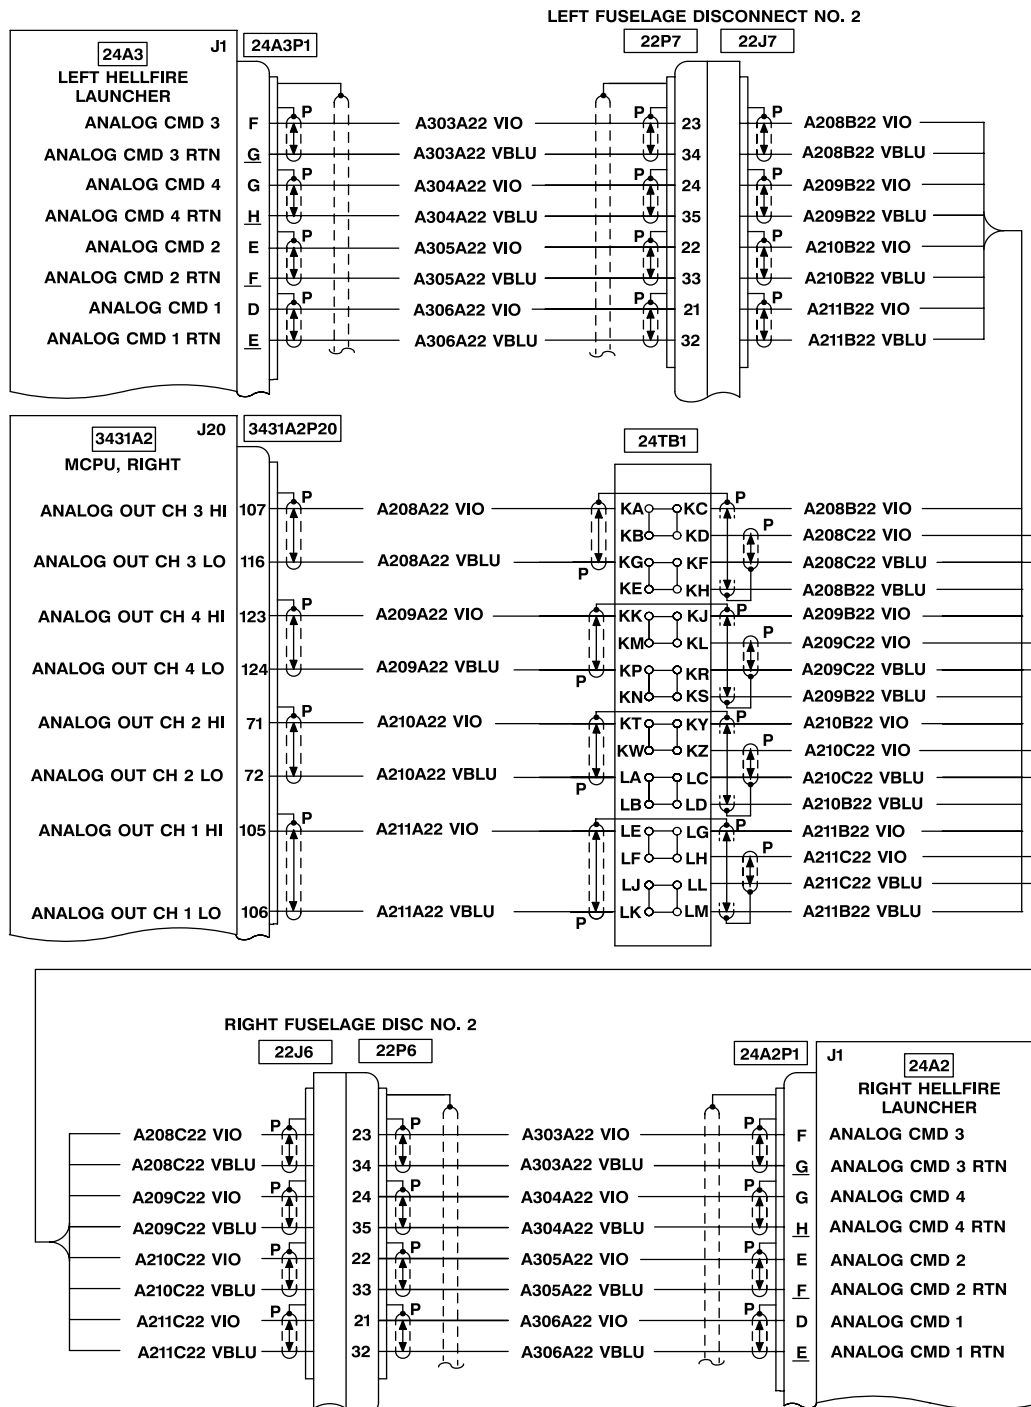 LEFT FUSELAGE DISCONNECT NO. 2
24A3 J1 24A3P1 22P7 22J7
LEFT HELLFIRE
LAUNCHER
P P P
ANALOG CMD 3 F A303A22 VIO 23 A208B22 VIO
ANALOG CMD 3 RTN G A303A22 VBLU 34 A208B22 VBLU
P P P
ANALOG CMD 4 G A304A22 VIO 24 A209B22 VIO
ANALOG CMD 4 RTN H A304A22 VBLU 35 A209B22 VBLU
P P P
ANALOG CMD 2 E A305A22 VIO 22 A210B22 VIO
ANALOG CMD 2 RTN F A305A22 VBLU 33 A210B22 VBLU
P P P
ANALOG CMD 1 D A306A22 VIO 21 A211B22 VIO
ANALOG CMD 1 RTN E A306A22 VBLU 32 A211B22 VBLU
3431A2 J20 3431A2P20 24TB1
MCPU, RIGHT
P P
ANALOG OUT CH 3 HI 107 A208A22 VIO KA KC A208B22 VIO
KB KD P A208C22 VIO
ANALOG OUT CH 3 LO 116 A208A22 VBLU P KG KF A208C22 VBLU
KE KH A208B22 VBLU
P P
ANALOG OUT CH 4 HI 123 A209A22 VIO KK KJ A209B22 VIO
KM KL P A209C22 VIO
ANALOG OUT CH 4 LO 124 A209A22 VBLU P KP KR A209C22 VBLU
KN KS A209B22 VBLU
P P
ANALOG OUT CH 2 HI 71 A210A22 VIO KT KY A210B22 VIO
KW KZ P A210C22 VIO
ANALOG OUT CH 2 LO 72 A210A22 VBLU P LA LC A210C22 VBLU
LB LD A210B22 VBLU
P P
ANALOG OUT CH 1 HI 105 A211A22 VIO LE LG A211B22 VIO
LF LH P A211C22 VIO
LJ LL A211C22 VBLU
ANALOG OUT CH 1 LO 106 A211A22 VBLU P LK LM A211B22 VBLU
RIGHT FUSELAGE DISC NO. 2
22J6 22P6 24A2P1 J1 24A2
RIGHT HELLFIRE
LAUNCHER
P P P
A208C22 VIO 23 A303A22 VIO F ANALOG CMD 3
A208C22 VBLU 34 A303A22 VBLU G ANALOG CMD 3 RTN
P P P
A209C22 VIO 24 A304A22 VIO G ANALOG CMD 4
A209C22 VBLU 35 A304A22 VBLU H ANALOG CMD 4 RTN
P P P
A210C22 VIO 22 A305A22 VIO E ANALOG CMD 2
A210C22 VBLU 33 A305A22 VBLU F ANALOG CMD 2 RTN
P P P
A211C22 VIO 21 A306A22 VIO D ANALOG CMD 1
A211C22 VBLU 32 A306A22 VBLU E ANALOG CMD 1 RTN